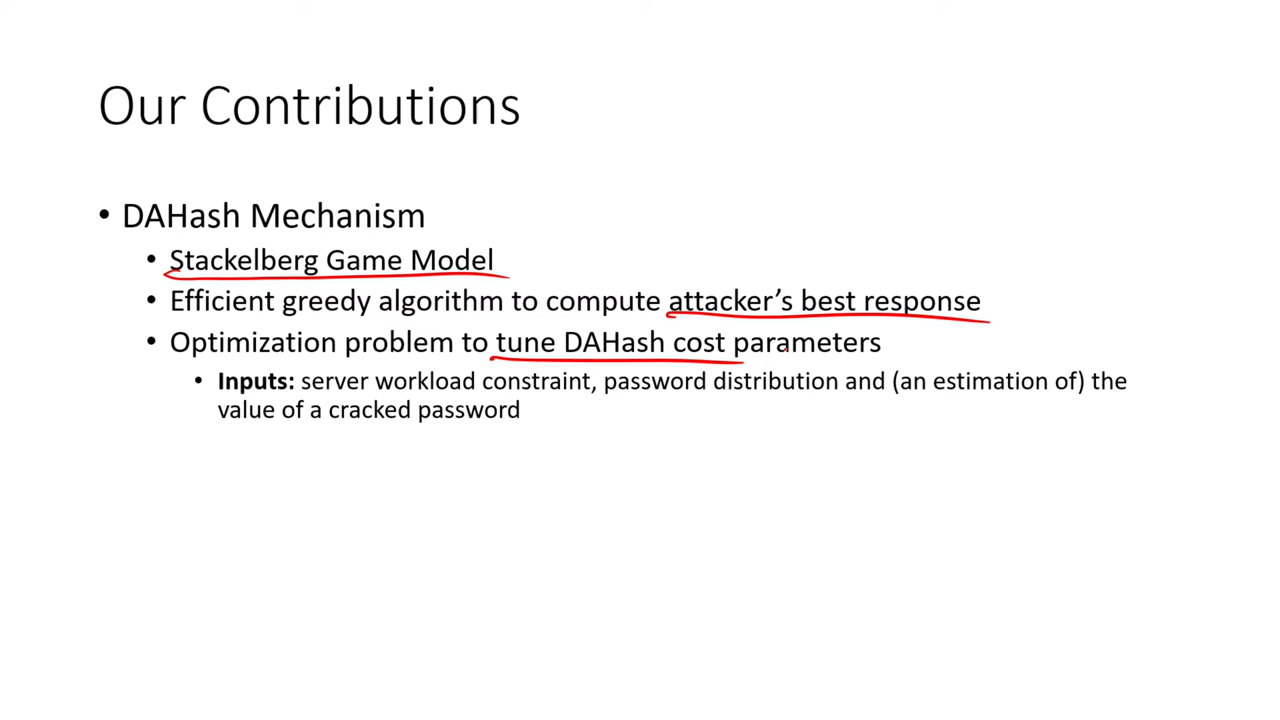 Our Contributions
• DAHash Mechanism
• Stackelberg Game Model
• Efficient greedy algorithm to compute attacker’s best response
• Optimization problem to tune DAHash cost parameters
• Inputs: server workload constraint, password distribution and (an estimation of) the
value of a cracked password